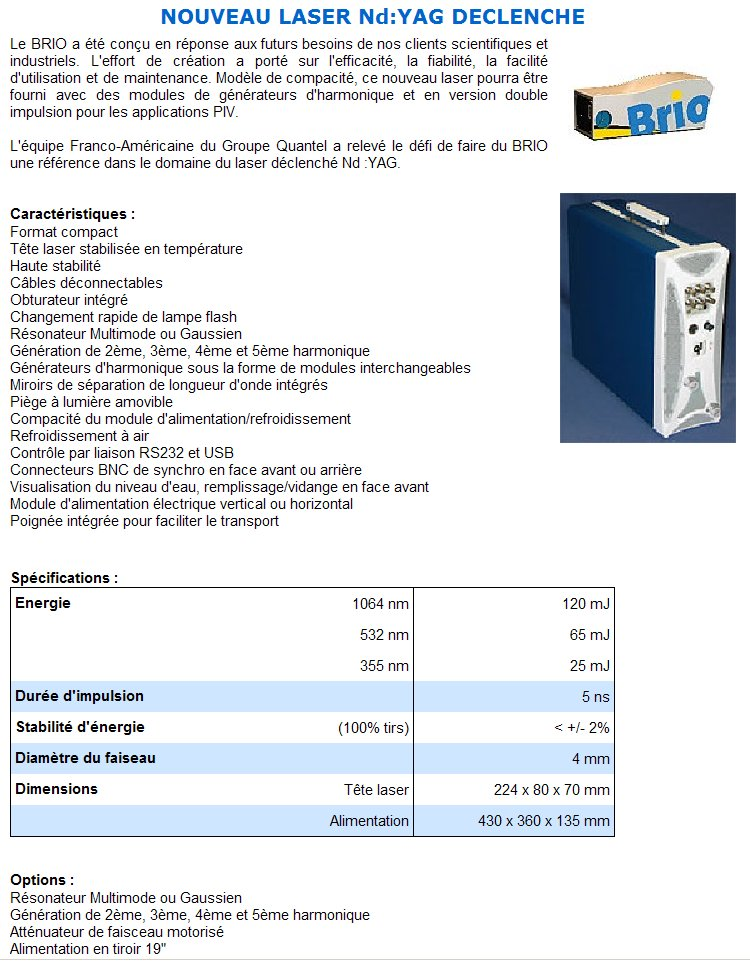 NOUVEAU LASER Nd:YAG DECLENCHE
Le BRIO a été conçu en réponse aux futurs besoins de nos clients scientifiques et
industriels. L'effort de création a porté sur l'efficacité, la fiabilité, la facilité
d'utilisation et de maintenance. Modèle de compacité, ce nouveau laser pourra être
fourni avec des modules de générateurs d'harmonique et en version double
impulsion pour les applications PIV.
Brio
L'équipe Franco-Américaine du Groupe Quantel a relevé le défi de faire du BRIO
une référence dans le domaine du laser déclenché Nd :YAG.
Caractéristiques :
Format compact
Tête laser stabilisée en température
Haute stabilité
Câbles déconnectables
Obturateur intégré
Changement rapide de lampe flash
Résonateur Multimode ou Gaussien
Génération de 2ème, 3ème, 4ème et 5ème harmonique
Générateurs d'harmonique sous la forme de modules interchangeables
Miroirs de séparation de longueur d'onde intégrés
Piège à lumière amovible
Compacité du module d'alimentation/refroidissement
Refroidissement à air
Contrôle par liaison RS232 et USB
Connecteurs BNC de synchro en face avant ou arrière
Visualisation du niveau d'eau, remplissage/vidange en face avant
Module d'alimentation électrique vertical ou horizontal
Poignée intégrée pour faciliter le transport
Spécifications :
Energie 1064 nm 120 mJ
532 nm 65 mJ
355 nm 25 mJ
Durée d'impulsion 5 ns
Stabilité d'énergie (100% tirs) < +/- 2%
Diamètre du faiseau 4 mm
Dimensions Tête laser 224 x 80 x 70 mm
Alimentation 430 x 360 x 135 mm
Options :
Résonateur Multimode ou Gaussien
Génération de 2ème, 3ème, 4ème et 5ème harmonique
Atténuateur de faisceau motorisé
Alimentation en tiroir 19"